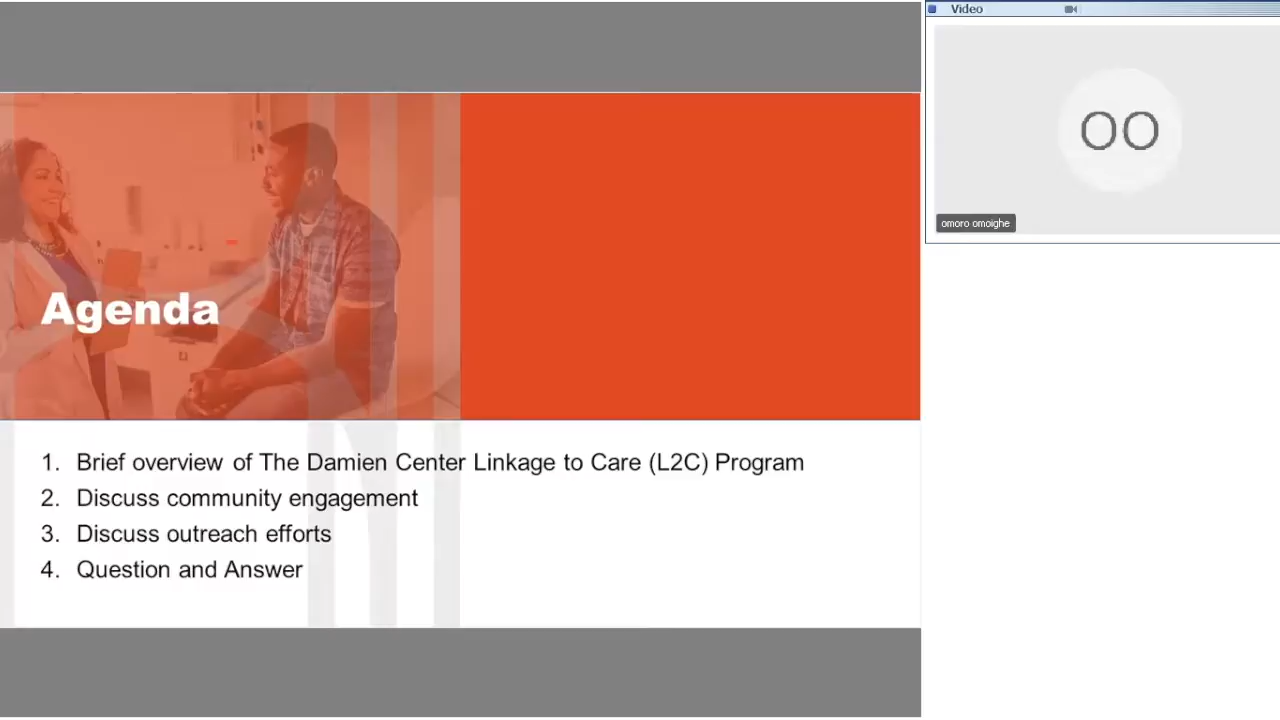 Video
OO
omoro omoighe
Agenda
1. Brief overview of The Damien Center Linkage to Care (L2C) Program
2. Discuss community engagement
3. Discuss outreach efforts
4. Question and Answer